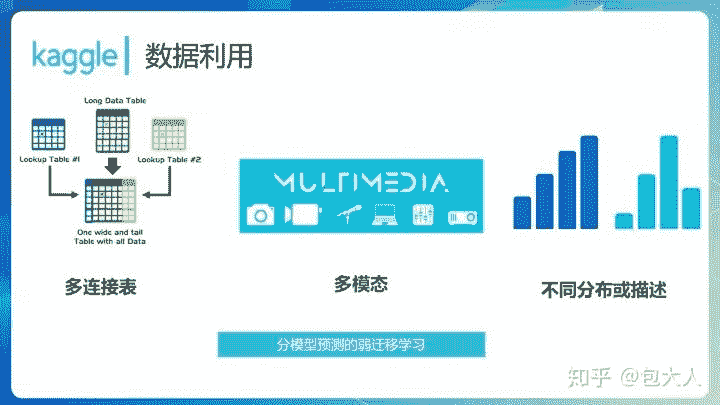 kaggle 数据利用
Long Data Table
Lookup Table #1
Lookup Table #2
One wide and tall
Table with all Data
MULTIMEDIA
多连接表
多模态
不同分布或描述
分模型预测的弱迁移学习
知乎 @包大人